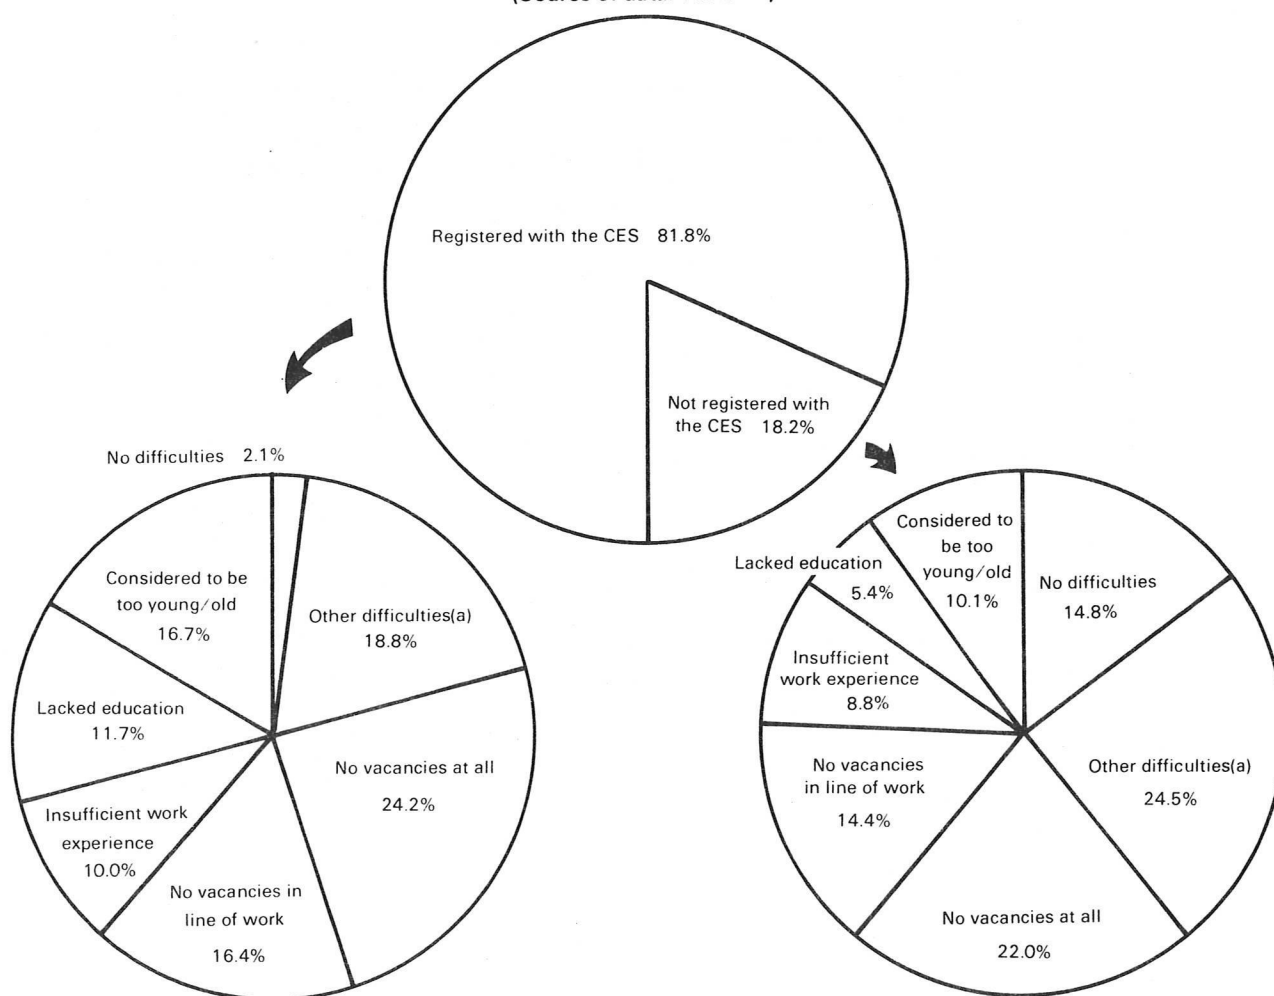 Registered with the CES 81.8%
Not registered with
the CES 18.2%
No difficulties 2.1%
Other difficulties(a)
18.8%
No vacancies at all
24.2%
No vacancies in
line of work
16.4%
Insufficient work
experience
10.0%
Lacked education
11.7%
Considered to be
too young/old
16.7%
No difficulties
14.8%
Other difficulties(a)
24.5%
No vacancies at all
22.0%
No vacancies
in line of work
14.4%
Insufficient
work experience
8.8%
Lacked education
5.4%
Considered to
be too
young/old
10.1%